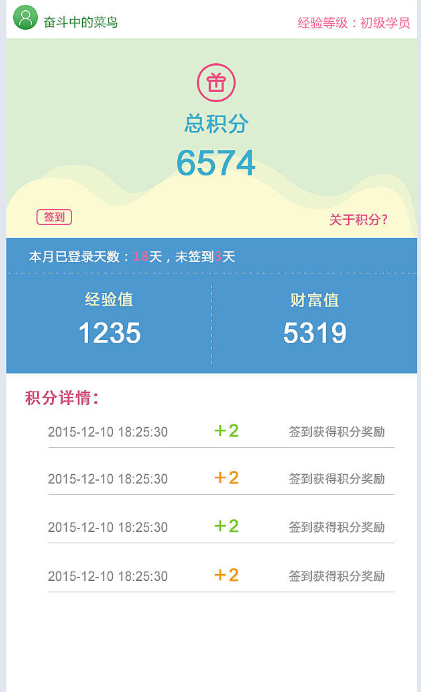 奋斗中的菜鸟
经验等级：初级学员
总积分
6574
签到
关于积分?
本月已登录天数：18天，未签到3天
经验值 财富值
1235 5319
积分详情：
2015-12-10 18:25:30 +2 签到获得积分奖励
2015-12-10 18:25:30 +2 签到获得积分奖励
2015-12-10 18:25:30 +2 签到获得积分奖励
2015-12-10 18:25:30 +2 签到获得积分奖励